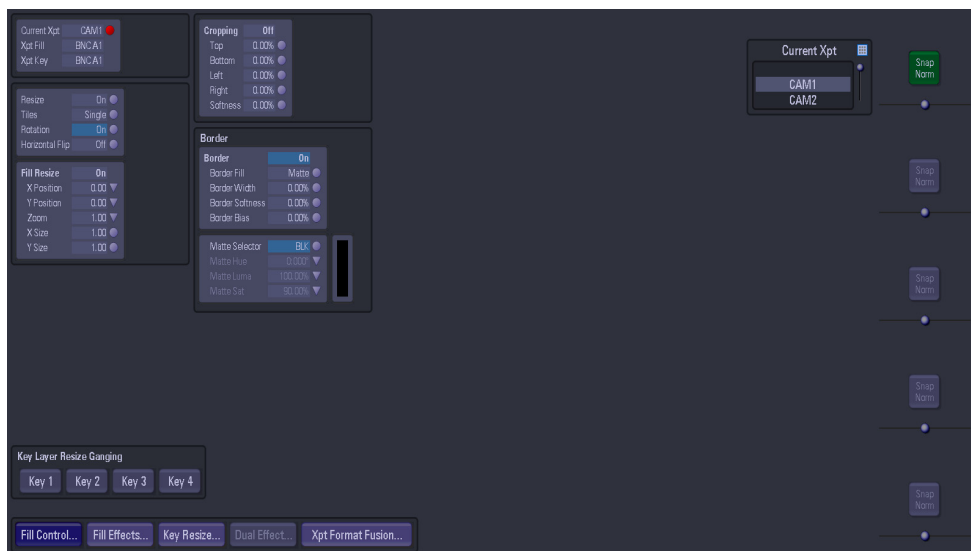 Current Xpt CAM1
Xpt Fill BNC A1
Xpt Key BNC A1
Resize On
Tiles Single
Rotation On
Horizontal Flip Off
Fill Resize On
X Position 0.00
Y Position 0.00
Zoom 1.00
X Size 1.00
Y Size 1.00
Cropping Off
Top 0.00%
Bottom 0.00%
Left 0.00%
Right 0.00%
Softness 0.00%
Border
Border On
Border Fill Matte
Border Width 0.00%
Border Softness 0.00%
Border Bias 0.00%
Matte Selector BLK
Matte Hue 0.000°
Matte Luma 100.00%
Matte Sat 90.00%
Current Xpt
CAM1
CAM2
Snap
Norm
Snap
Norm
Snap
Norm
Snap
Norm
Snap
Norm
Key Layer Resize Ganging
Key 1 Key 2 Key 3 Key 4
Fill Control... Fill Effects... Key Resize... Dual Effect... Xpt Format Fusion...